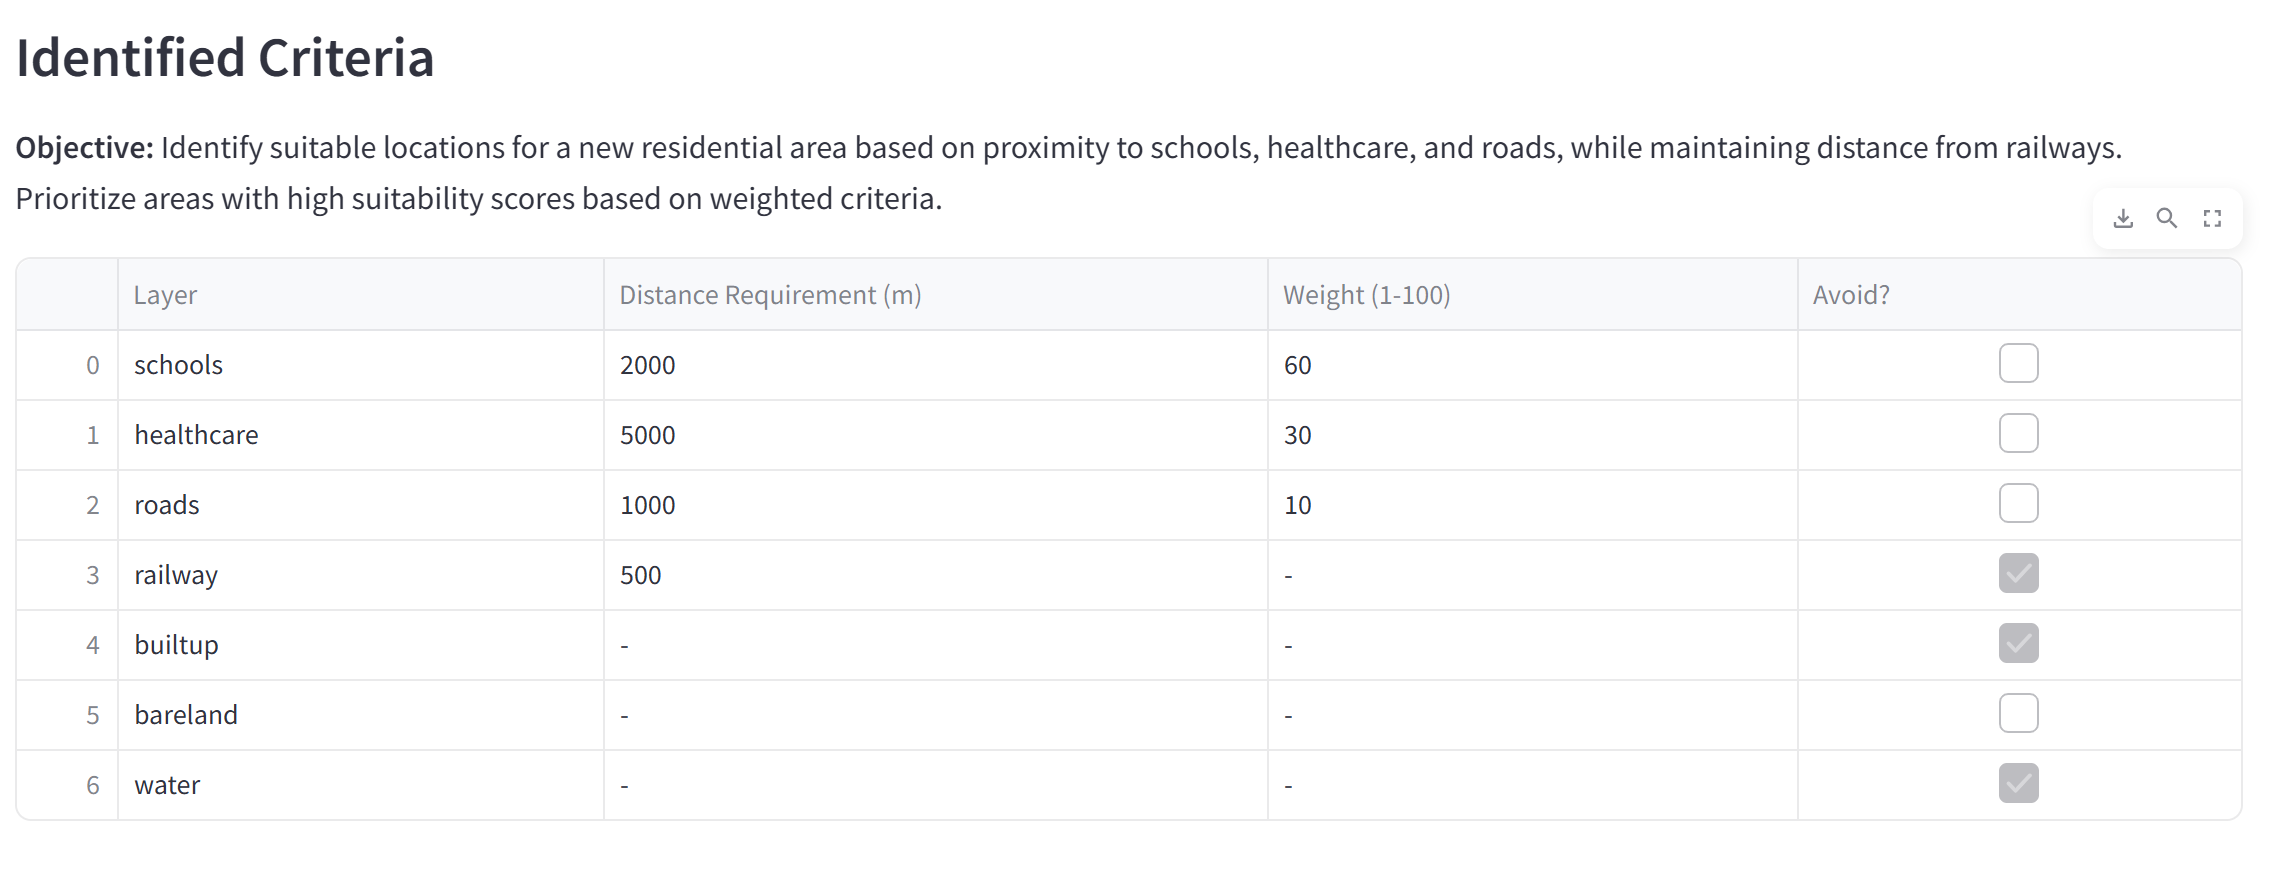 Identified Criteria
Objective: Identify suitable locations for a new residential area based on proximity to schools, healthcare, and roads, while maintaining distance from railways.
Prioritize areas with high suitability scores based on weighted criteria.
Layer Distance Requirement (m) Weight (1-100) Avoid?
0 schools 2000 60
1 healthcare 5000 30
2 roads 1000 10
3 railway 500 -
4 builtup - -
5 bareland - -
6 water - -